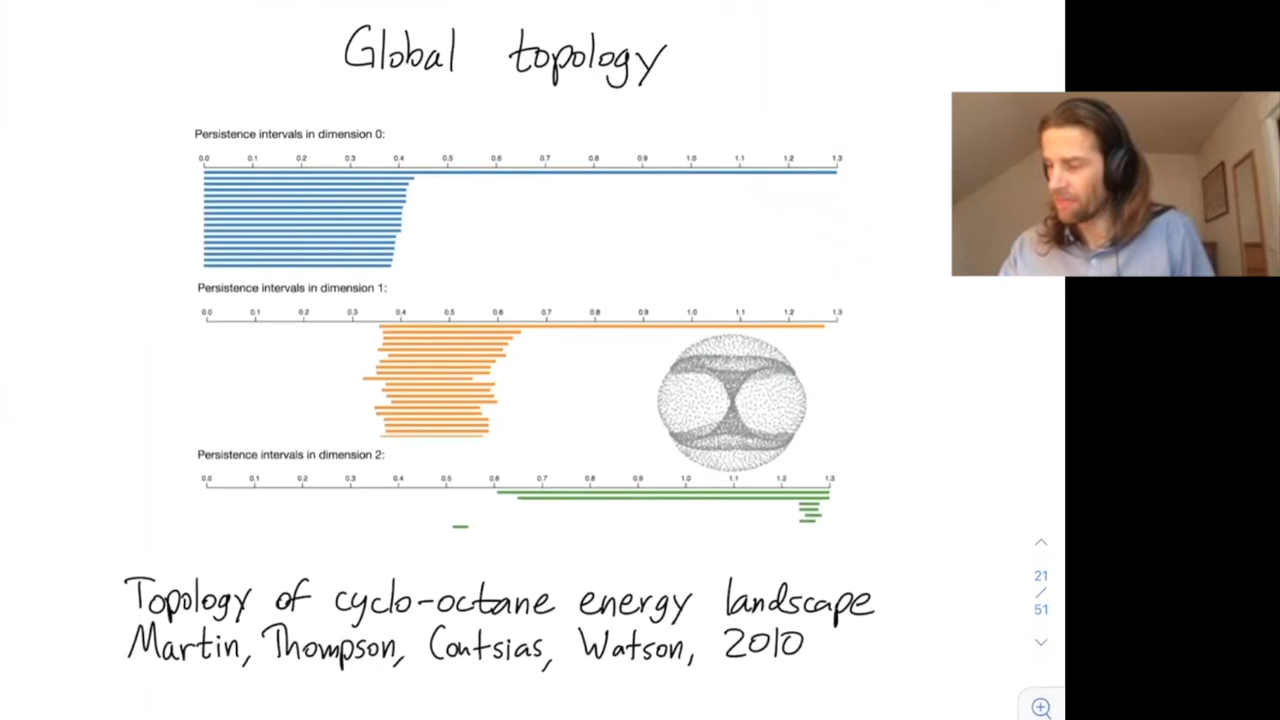 Global topology
Persistence intervals in dimension 0:
0.0 0.1 0.2 0.3 0.4 0.5 0.6 0.7 0.8 0.9 1.0 1.1 1.2 1.3
Persistence intervals in dimension 1:
0.0 0.1 0.2 0.3 0.4 0.5 0.6 0.7 0.8 0.9 1.0 1.1 1.2 1.3
Persistence intervals in dimension 2:
0.0 0.1 0.2 0.3 0.4 0.5 0.6 0.7 0.8 0.9 1.0 1.1 1.2 1.3
Topology of cyclo-octane energy landscape
Martin, Thompson, Coutsias, Watson, 2010
21
/
51